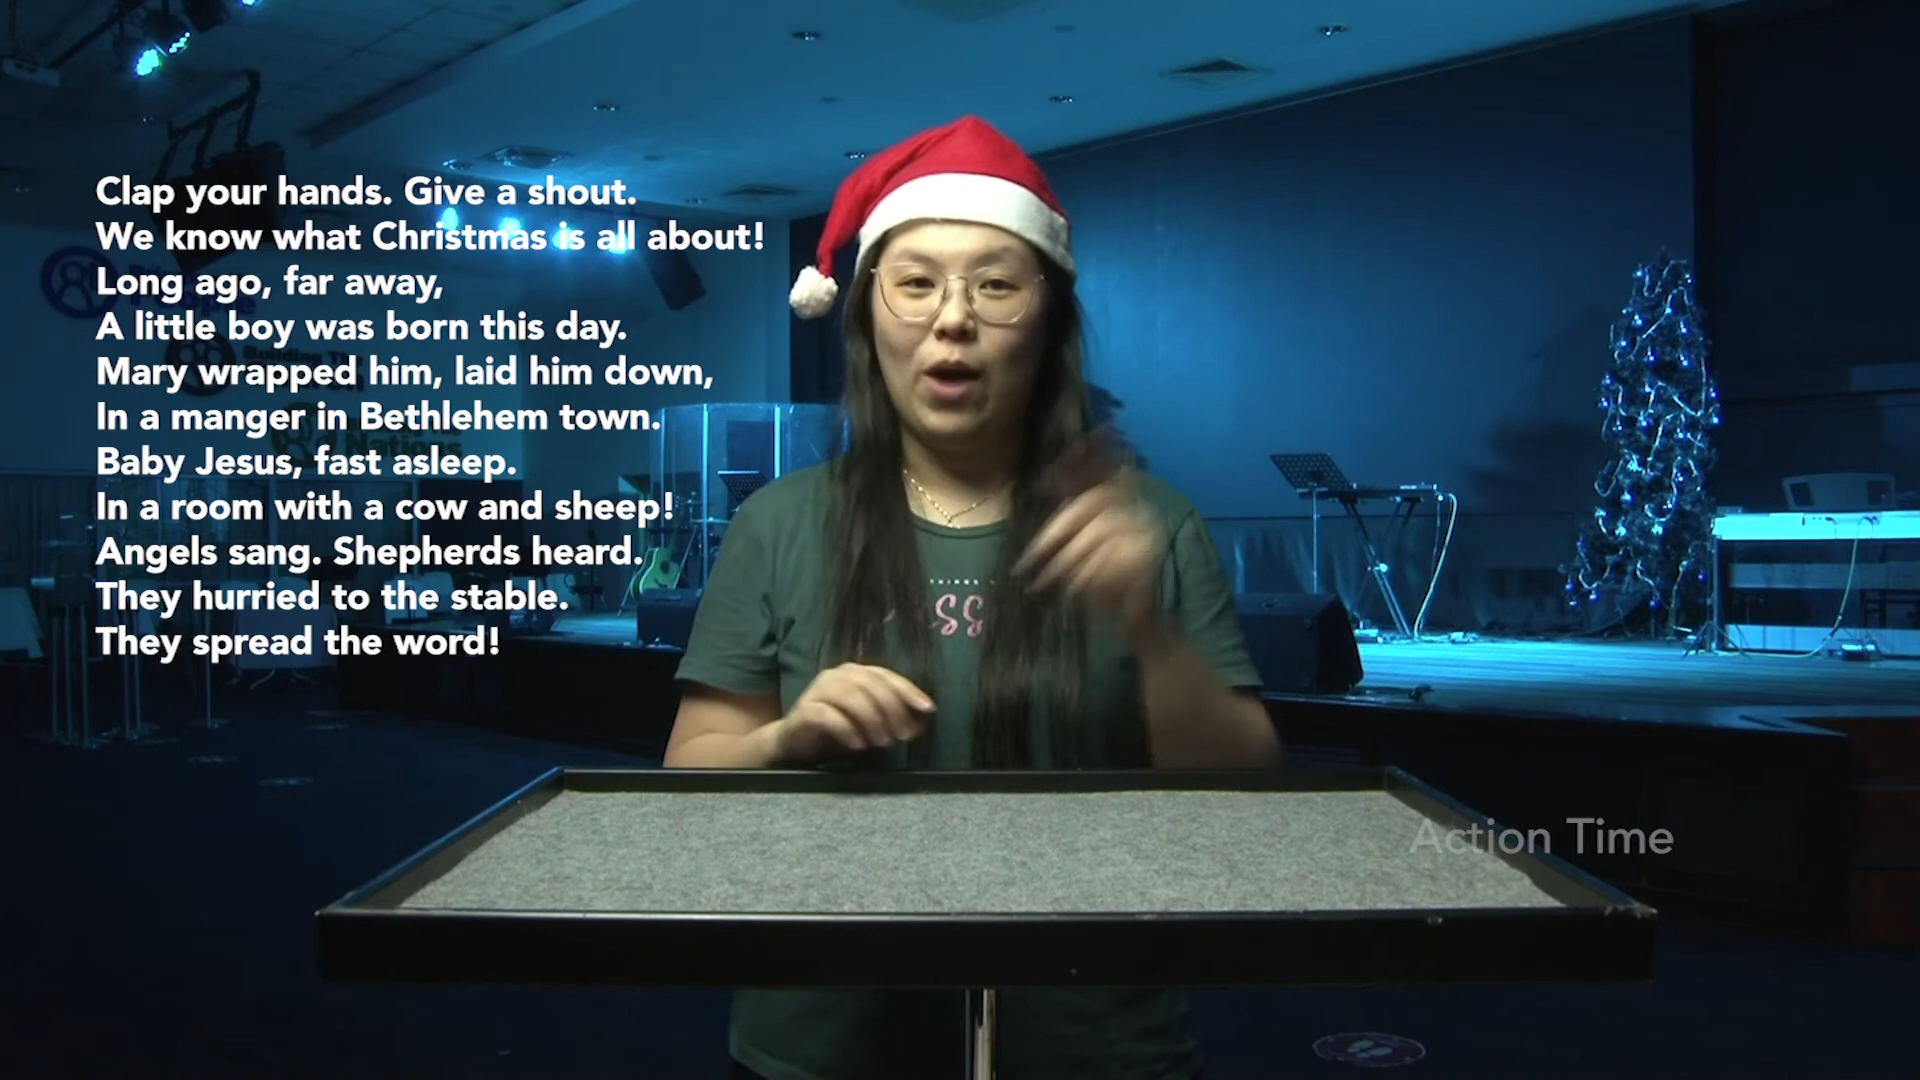 Clap your hands. Give a shout.
We know what Christmas is all about!
Long ago, far away,
A little boy was born this day.
Mary wrapped him, laid him down,
In a manger in Bethlehem town.
Baby Jesus, fast asleep.
In a room with a cow and sheep!
Angels sang. Shepherds heard.
They hurried to the stable.
They spread the word!
Building The
Nations
Action Time